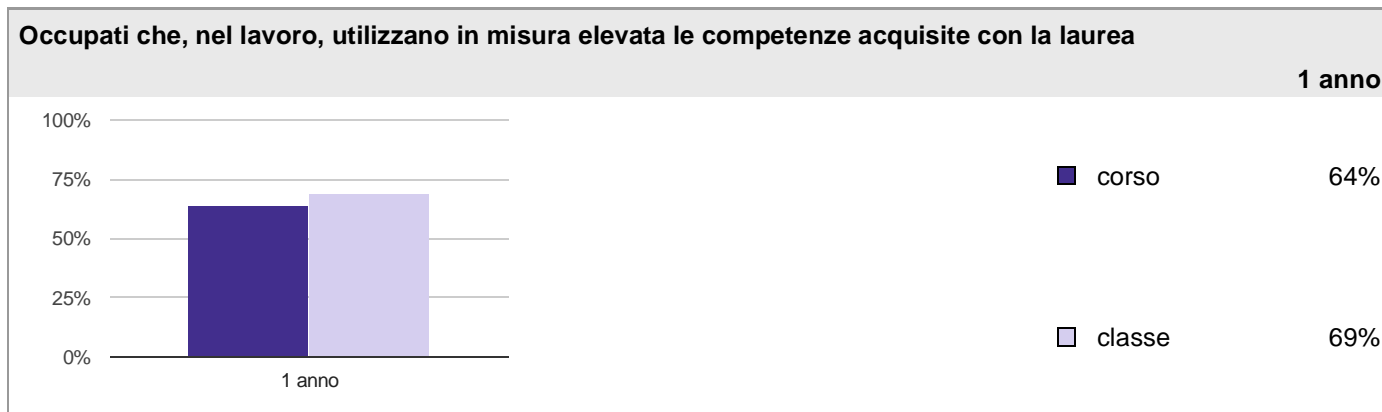 Occupati che, nel lavoro, utilizzano in misura elevata le competenze acquisite con la laurea
1 anno
100%
75%
50%
25%
0%
1 anno
corso 64%
classe 69%